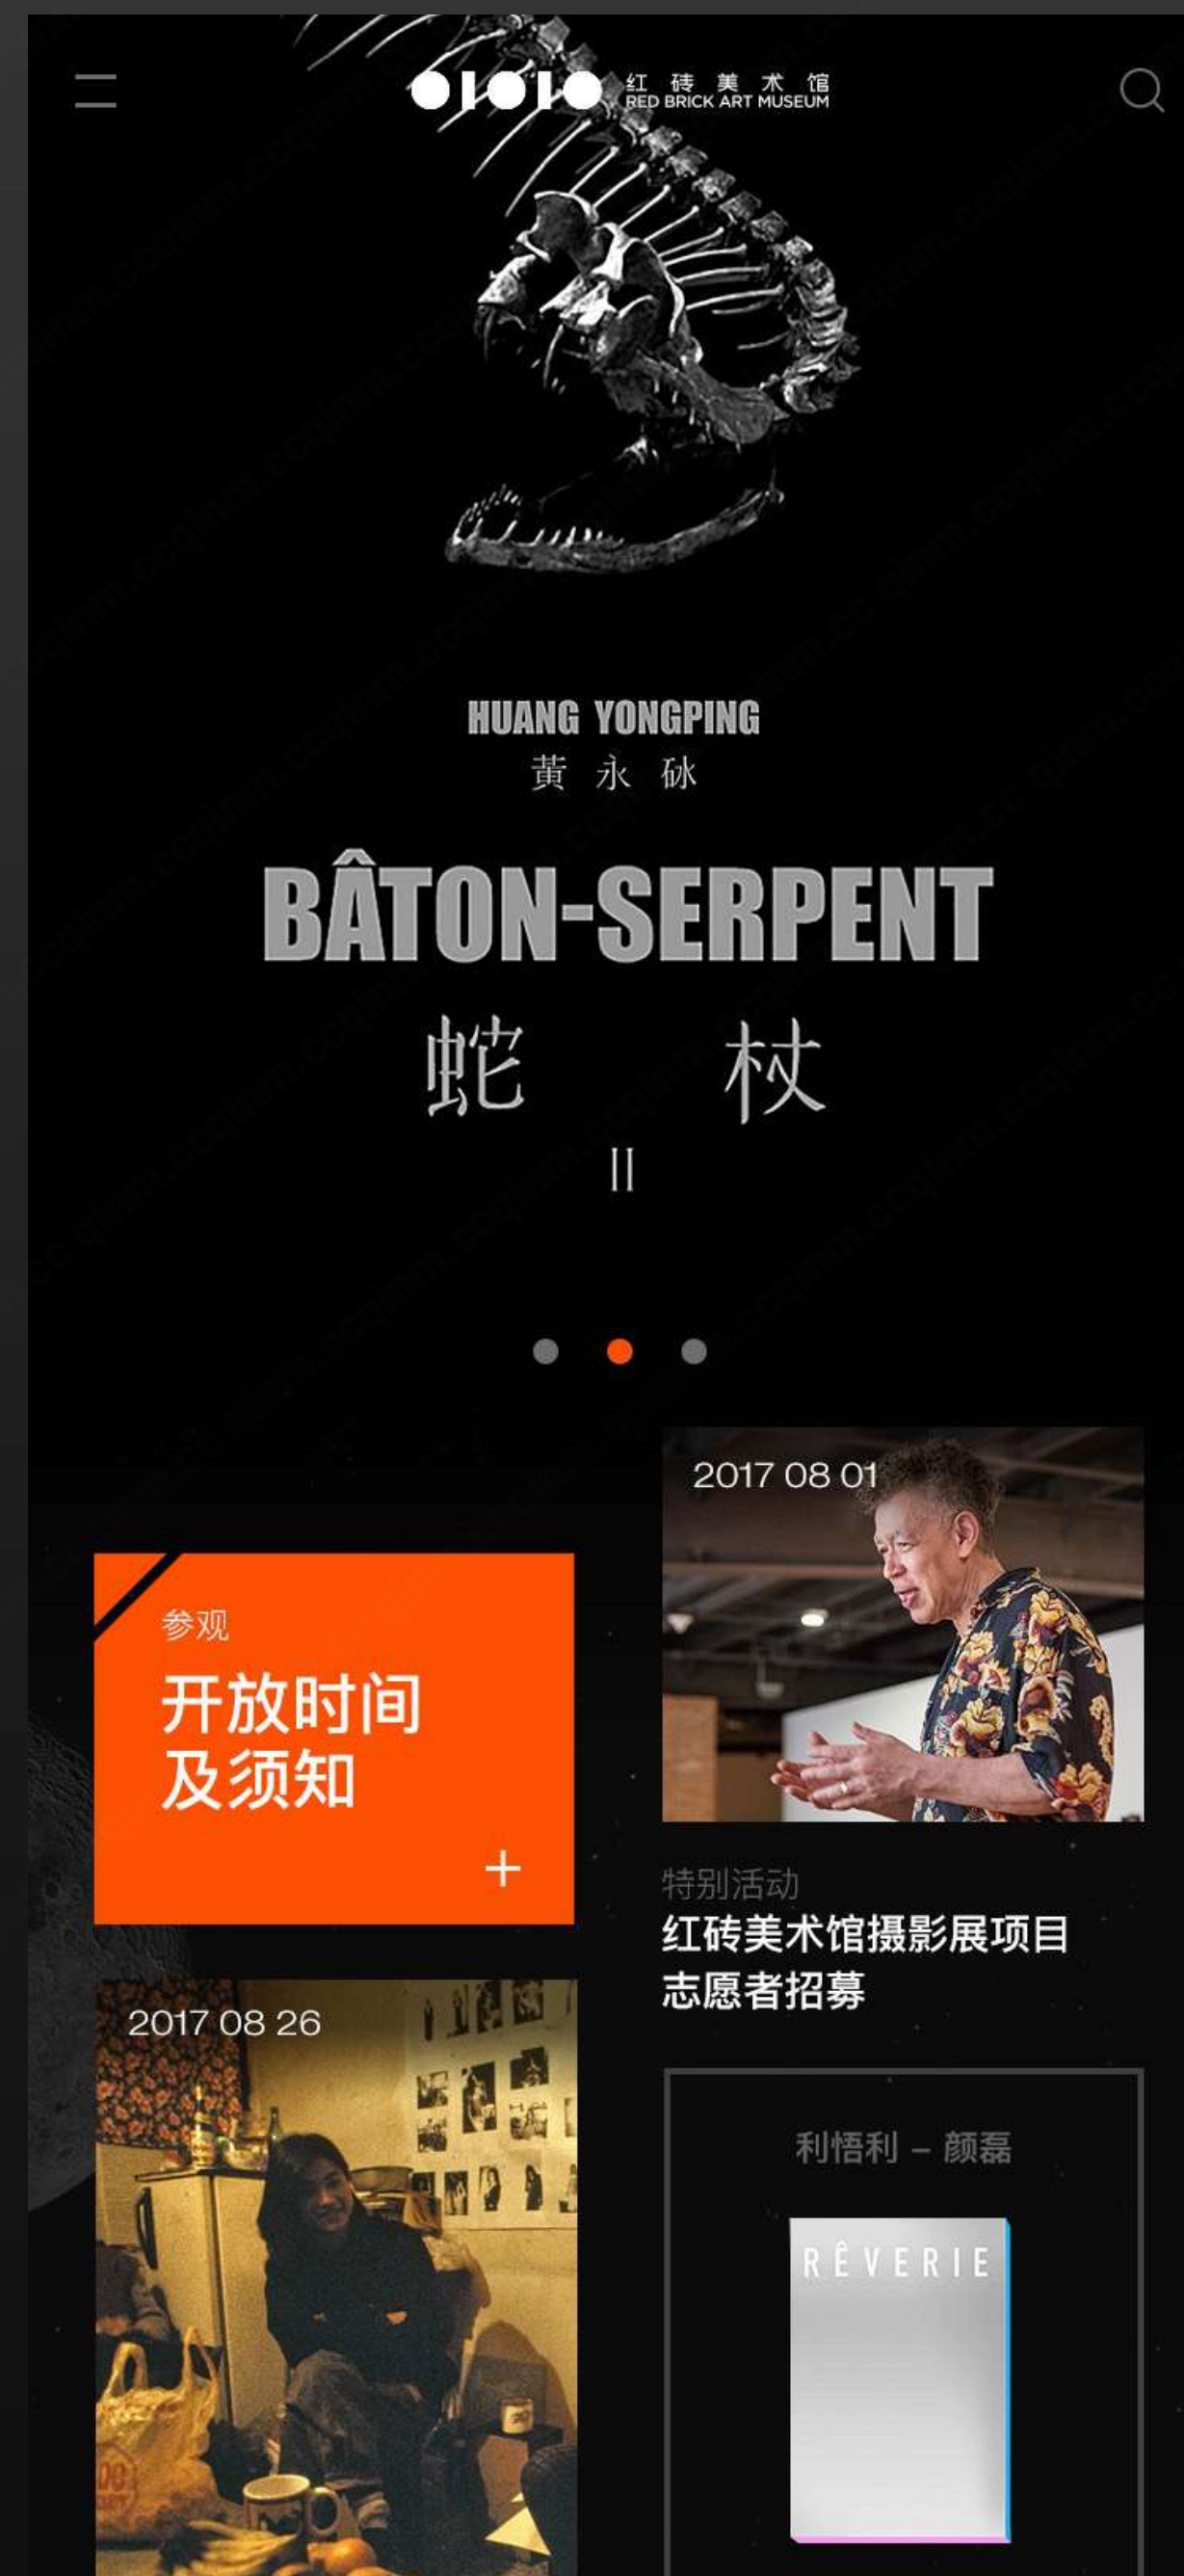 红砖美术馆
RED BRICK ART MUSEUM
HUANG YONGPING
黃永砯
BÂTON-SERPENT
蛇杖
II
2017 08 01
参观
开放时间
及须知
特别活动
红砖美术馆摄影展项目
志愿者招募
2017 08 26
利悟利 – 颜磊
RÊVERIE